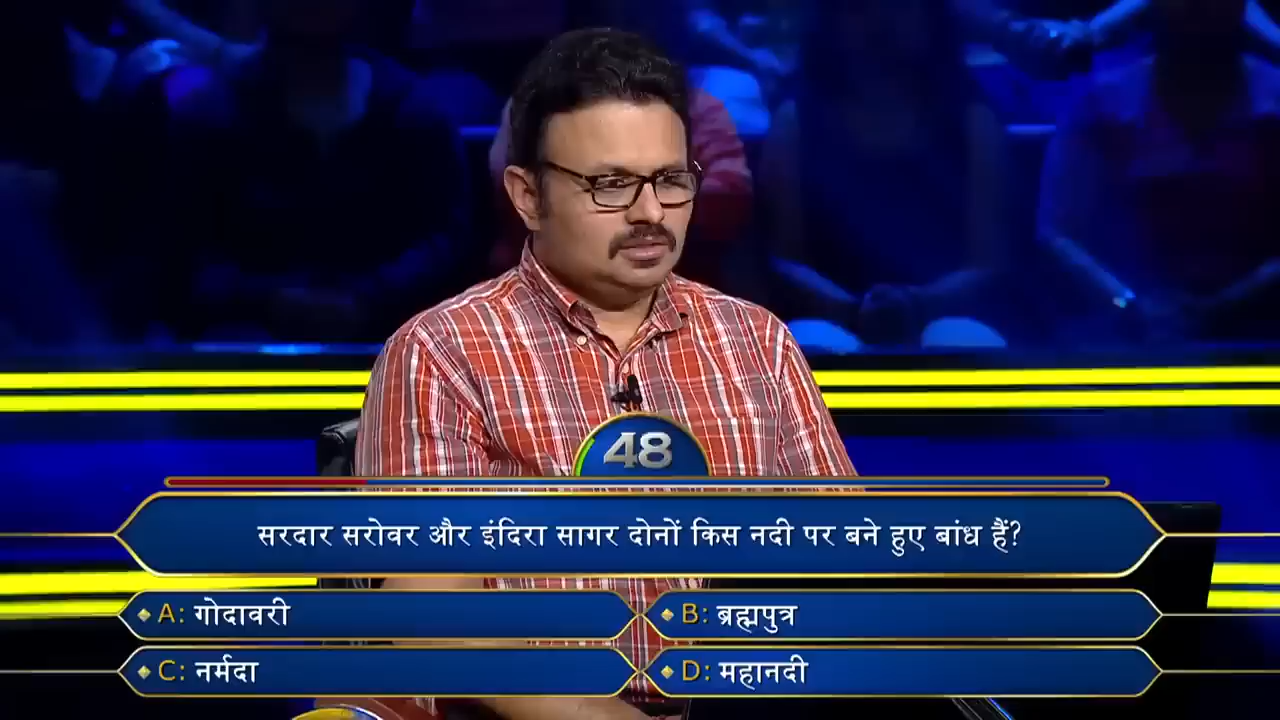 48
सरदार सरोवर और इंदिरा सागर दोनों किस नदी पर बने हुए बांध हैं?
A: गोदावरी
B: ब्रह्मपुत्र
C: नर्मदा
D: महानदी